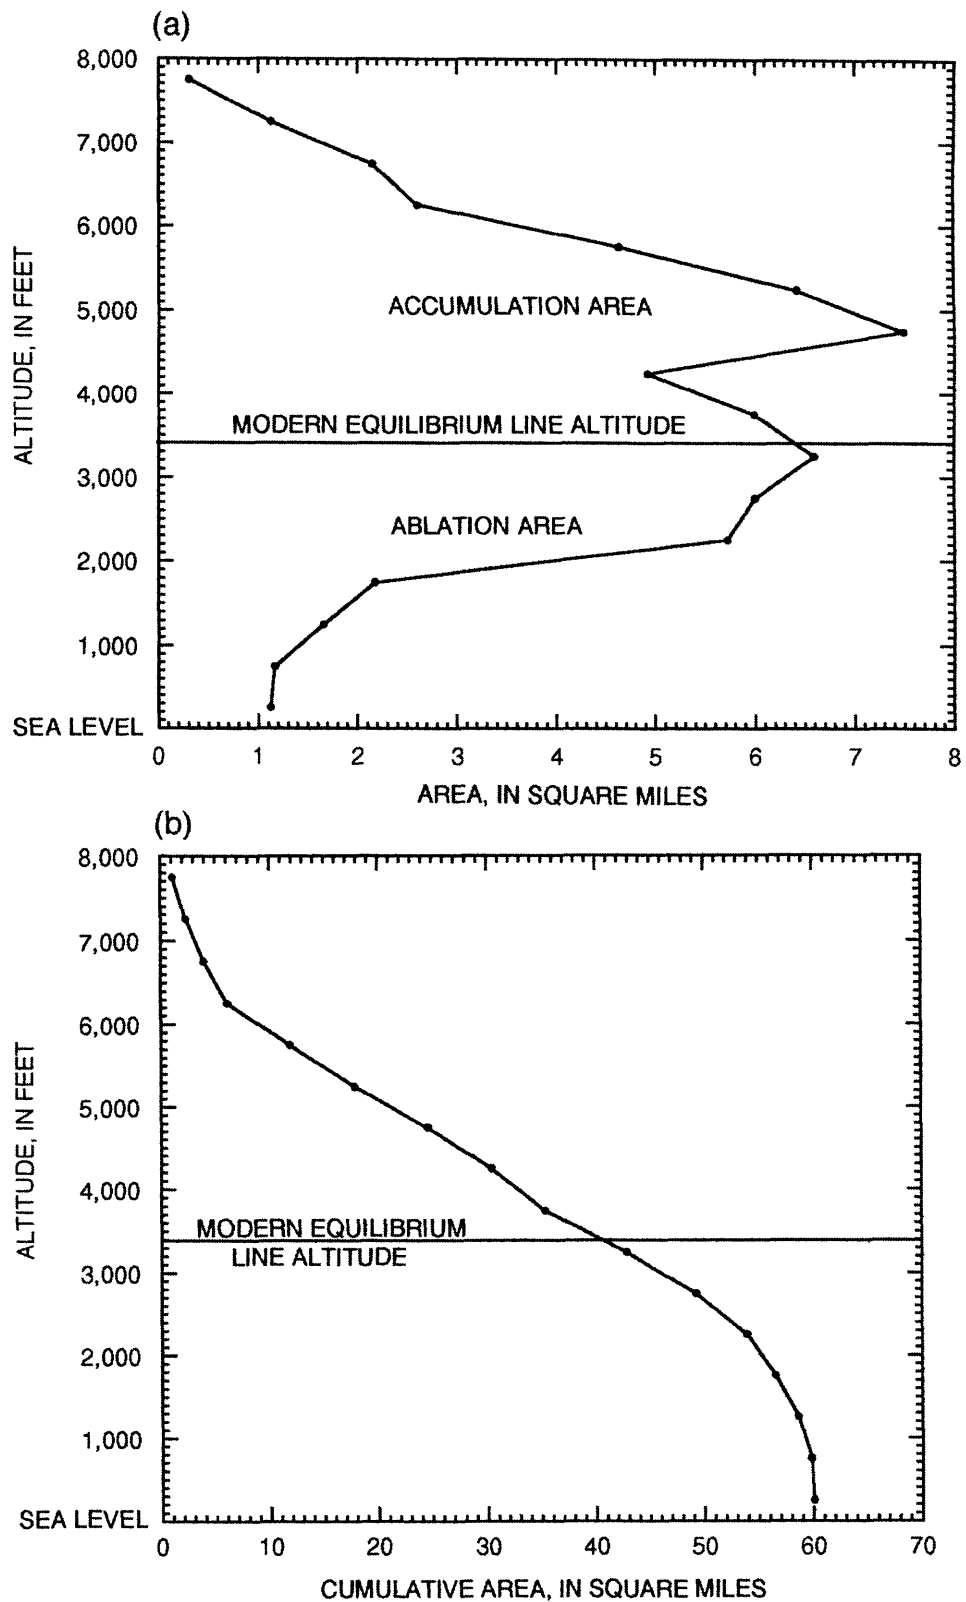 (a)
8,000
7,000
6,000
5,000
4,000
3,000
2,000
1,000
SEA LEVEL
ALTITUDE, IN FEET
ACCUMULATION AREA
MODERN EQUILIBRIUM LINE ALTITUDE
ABLATION AREA
0 1 2 3 4 5 6 7 8
AREA, IN SQUARE MILES
(b)
8,000
7,000
6,000
5,000
4,000
3,000
2,000
1,000
SEA LEVEL
ALTITUDE, IN FEET
MODERN EQUILIBRIUM
LINE ALTITUDE
0 10 20 30 40 50 60 70
CUMULATIVE AREA, IN SQUARE MILES